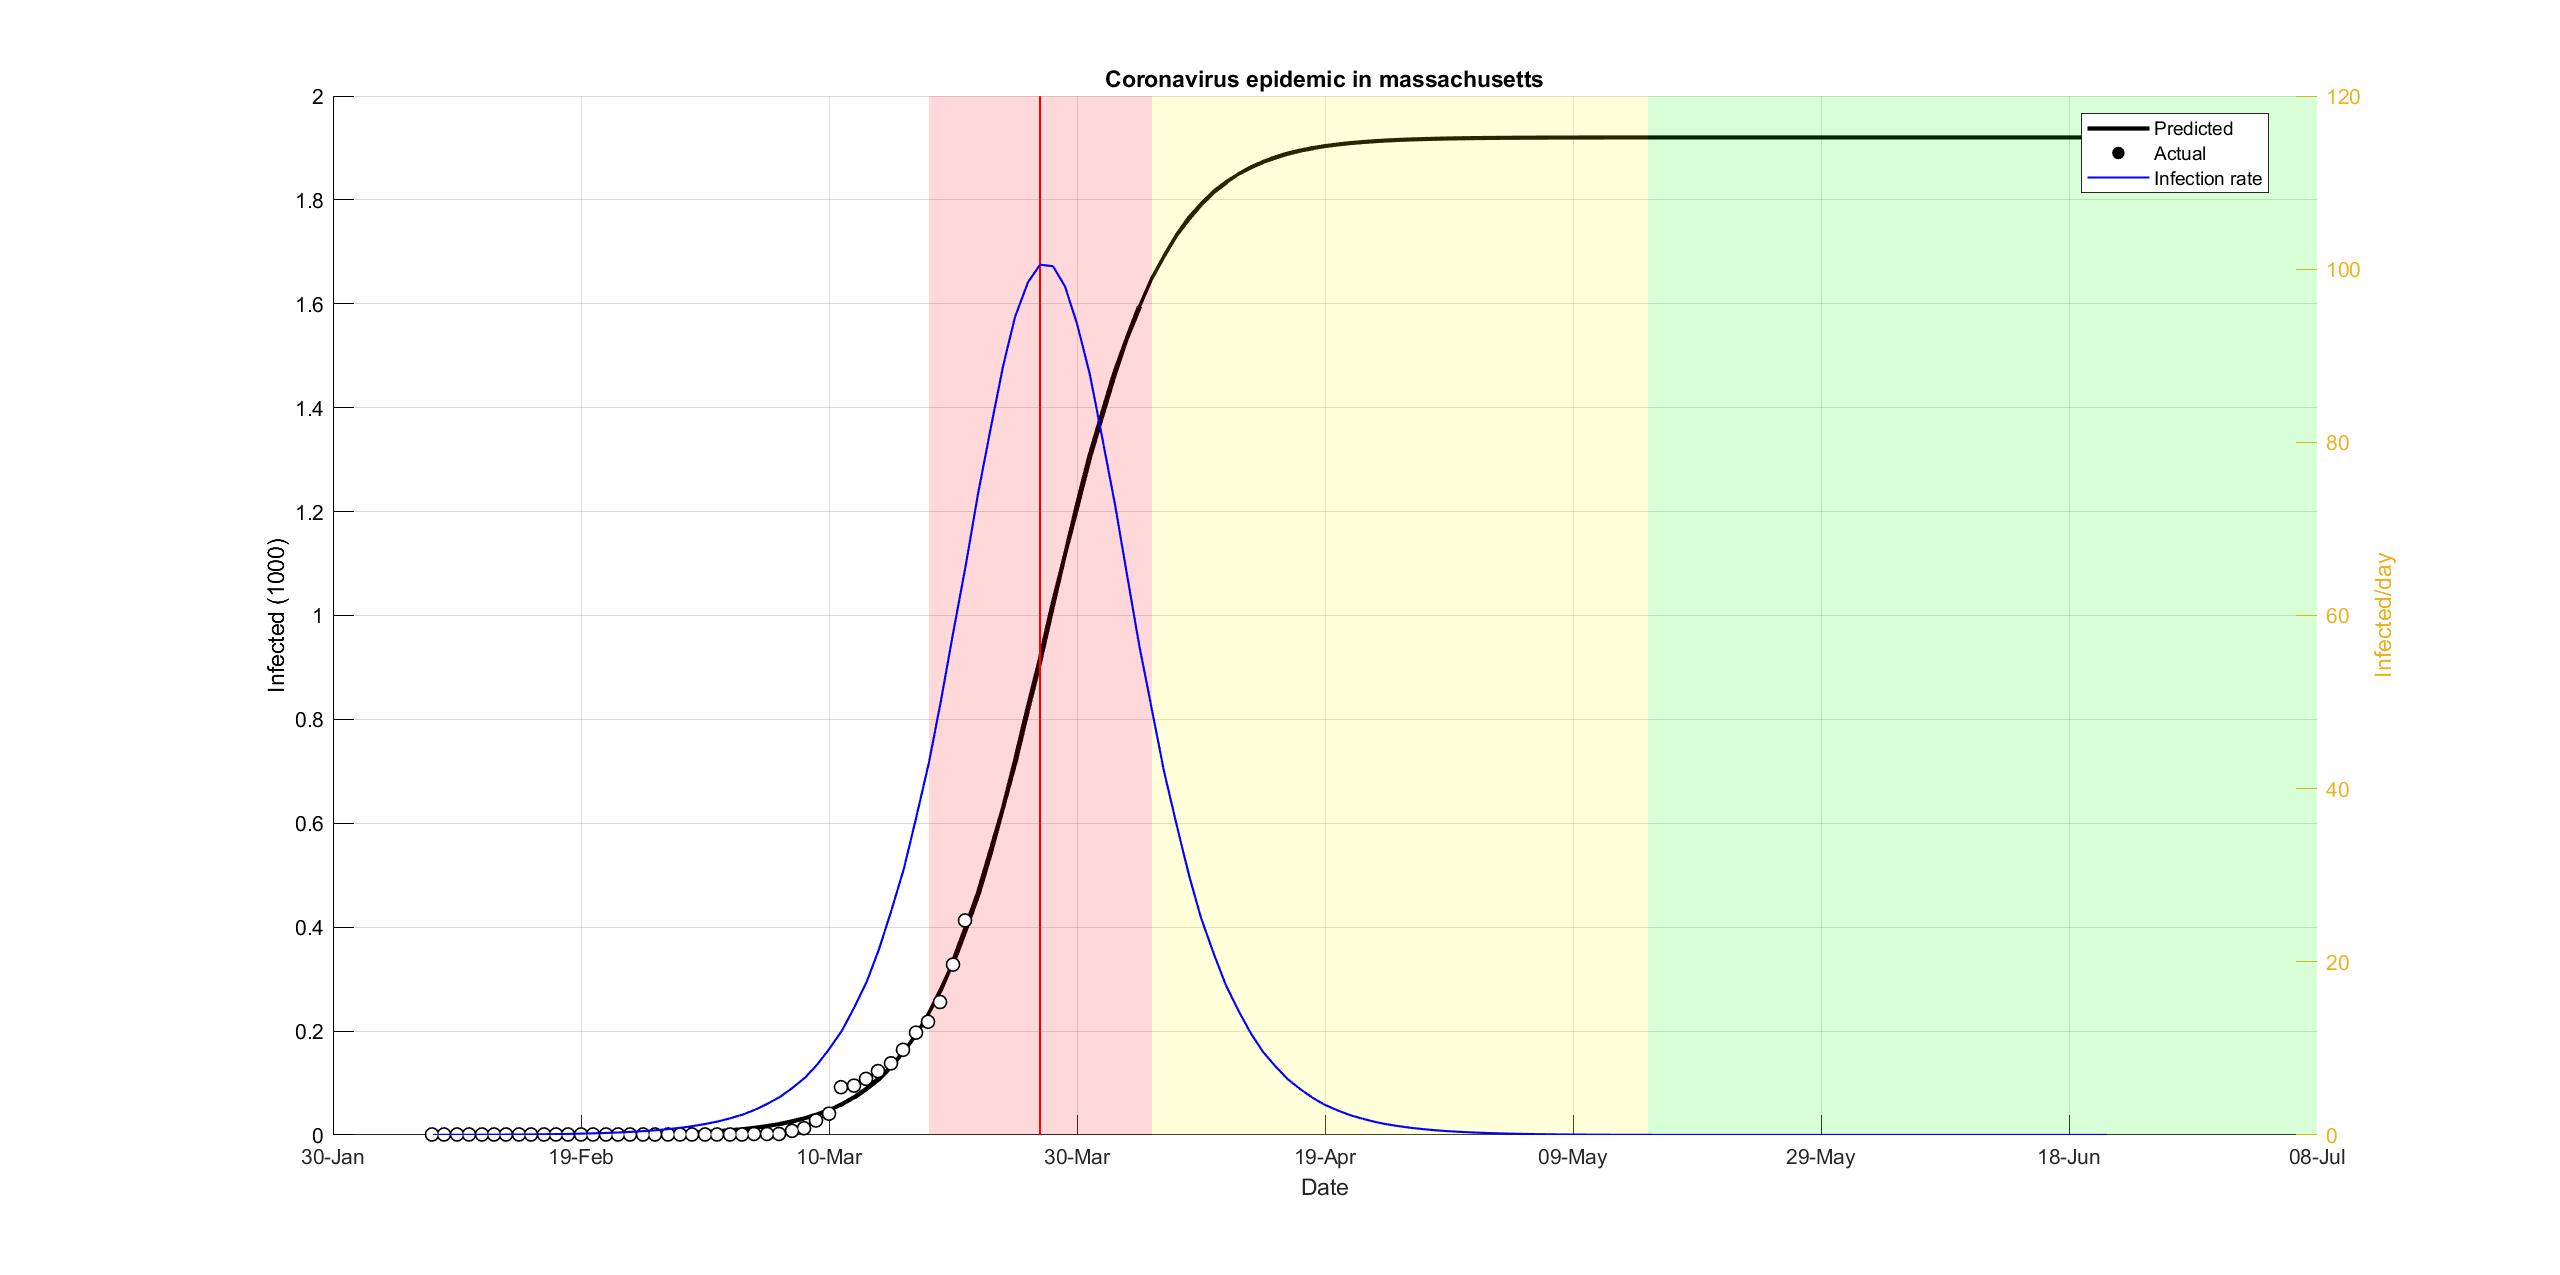 Coronavirus epidemic in massachusetts
2
1.8
1.6
1.4
1.2
1
0.8
0.6
0.4
0.2
0
Infected (1000)
120
100
80
60
40
20
0
Infected/day
Predicted
Actual
Infection rate
30-Jan
19-Feb
10-Mar
30-Mar
19-Apr
09-May
29-May
18-Jun
08-Jul
Date